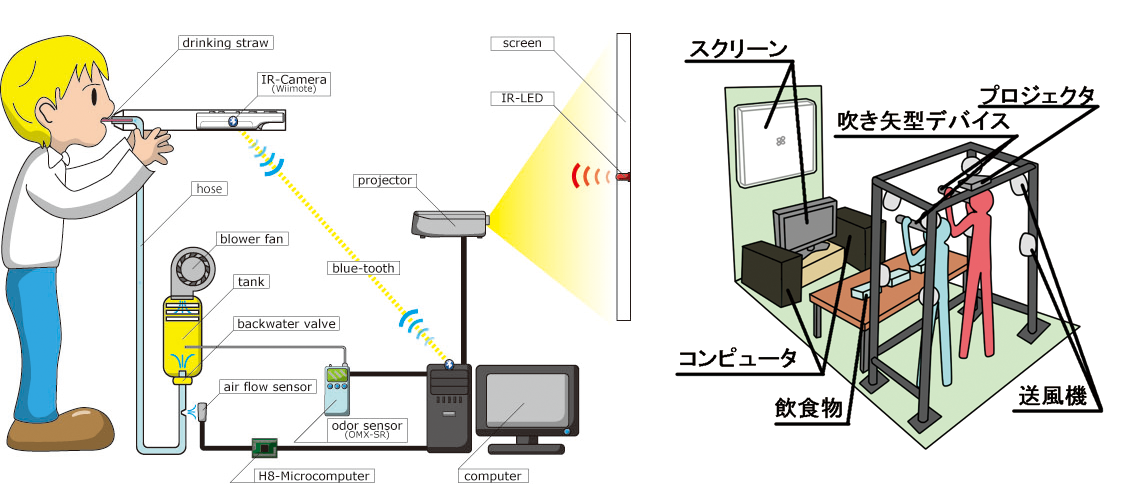 drinking straw
IR-Camera
(Wiimote)
screen
IR-LED
hose
projector
blower fan
blue-tooth
tank
backwater valve
air flow sensor
odor sensor
(OMX-SR)
H8-Microcomputer
computer
スクリーン
プロジェクタ
吹き矢型デバイス
コンピュータ
飲食物
送風機